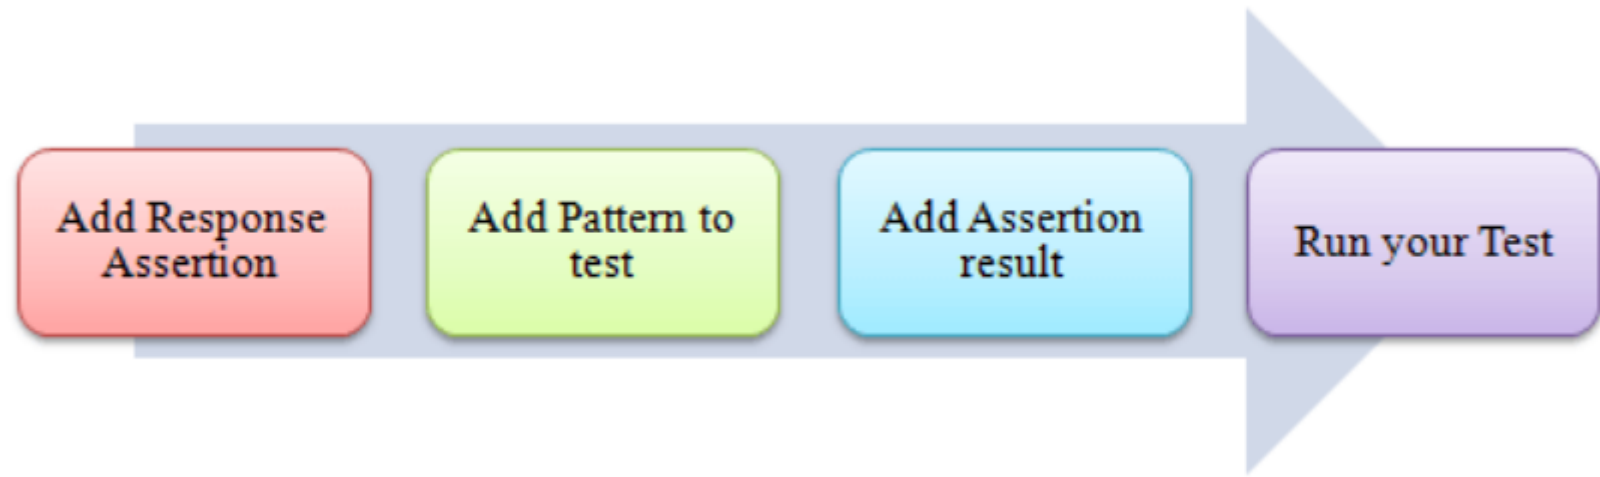 Add Response
Assertion
Add Pattern to
test
Add Assertion
result
Run your Test